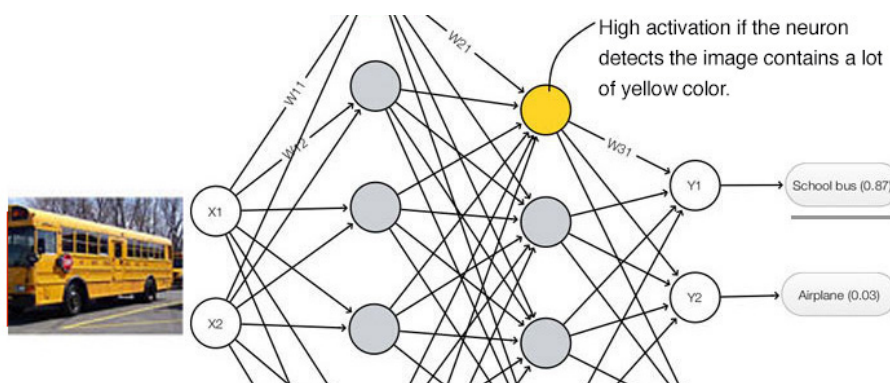 High activation if the neuron
detects the image contains a lot
of yellow color.
W21
W11
W12
W31
X1
Y1
School bus (0.87)
X2
Y2
Airplane (0.03)